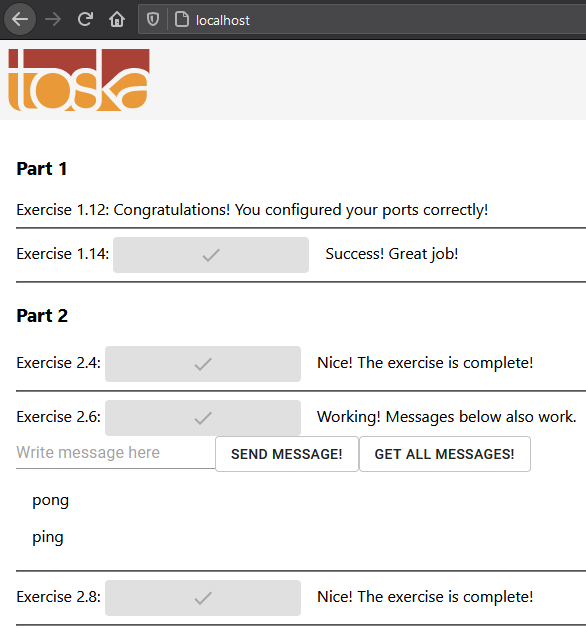 localhost
toska
Part 1
Exercise 1.12: Congratulations! You configured your ports correctly!
Exercise 1.14: Success! Great job!
Part 2
Exercise 2.4: Nice! The exercise is complete!
Exercise 2.6: Working! Messages below also work.
Write message here SEND MESSAGE! GET ALL MESSAGES!
pong
ping
Exercise 2.8: Nice! The exercise is complete!